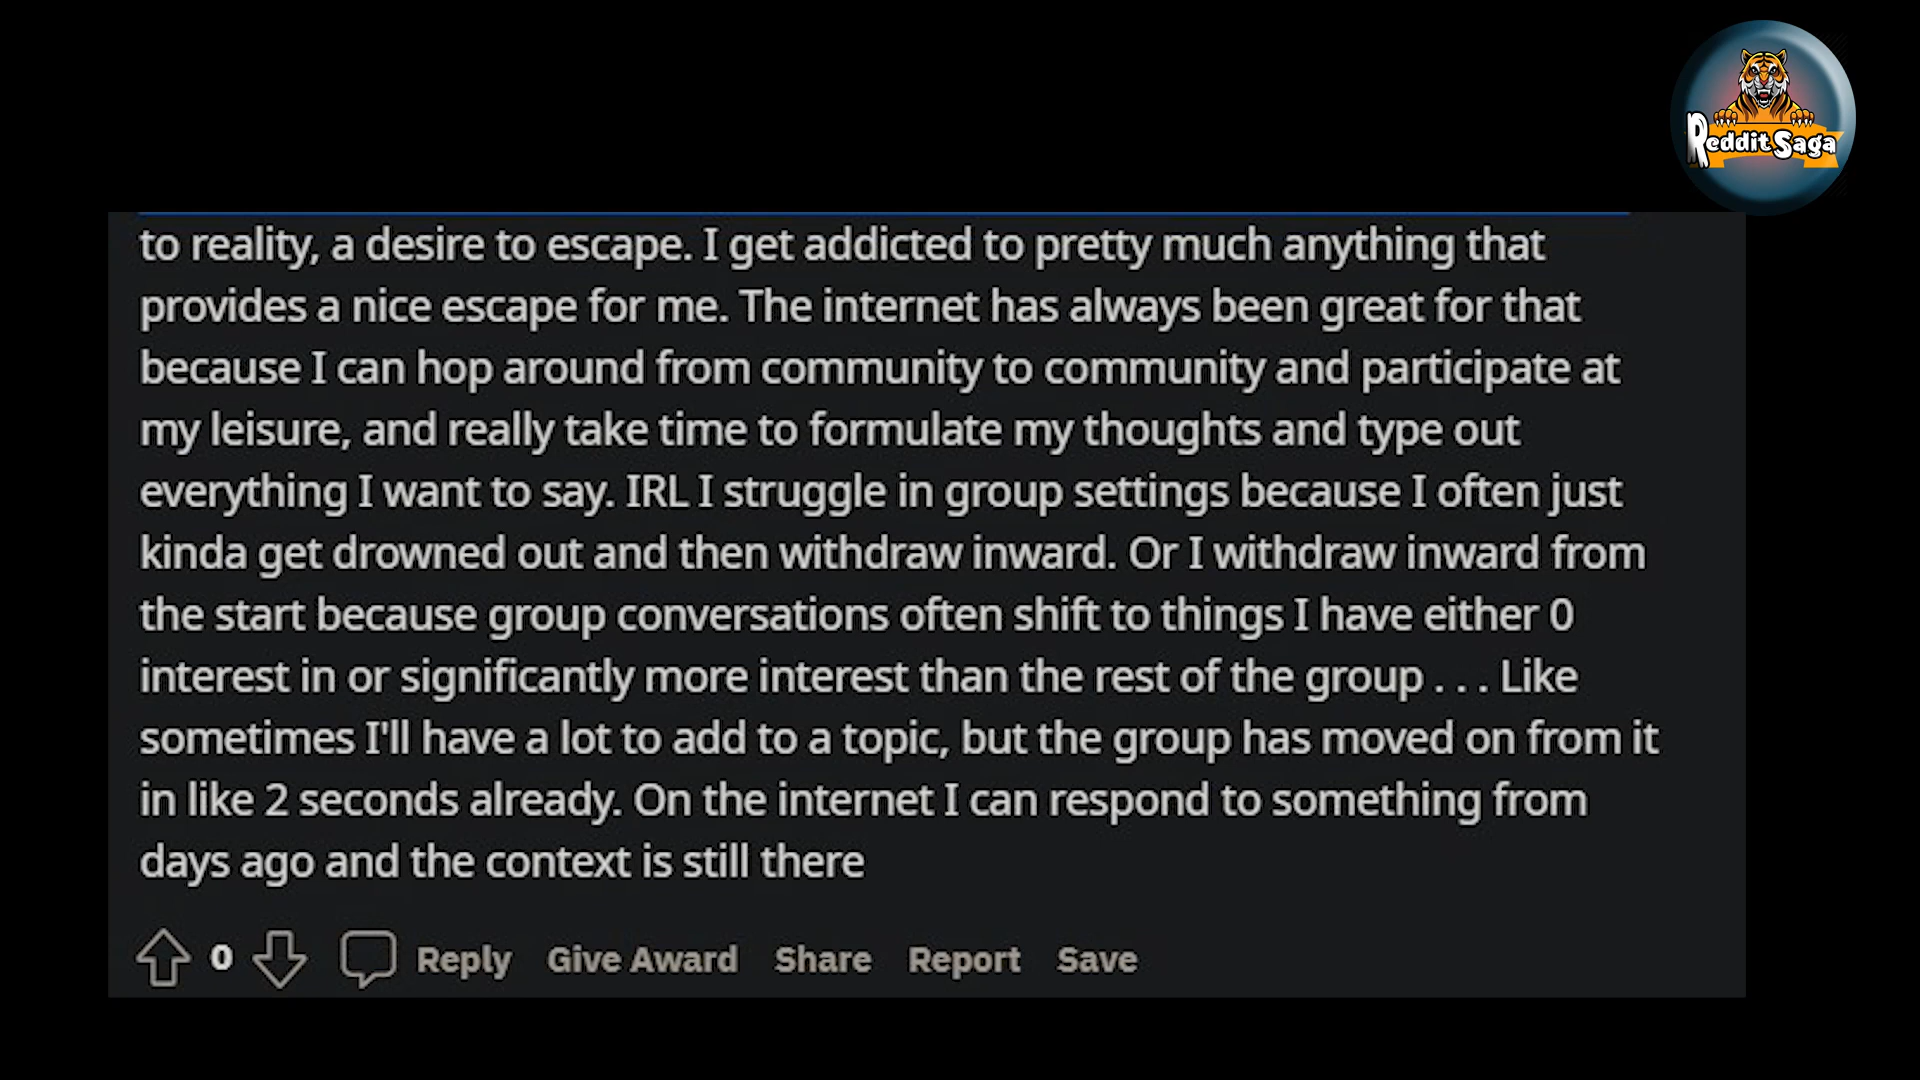 Reddit Saga
to reality, a desire to escape. I get addicted to pretty much anything that
provides a nice escape for me. The internet has always been great for that
because I can hop around from community to community and participate at
my leisure, and really take time to formulate my thoughts and type out
everything I want to say. IRL I struggle in group settings because I often just
kinda get drowned out and then withdraw inward. Or I withdraw inward from
the start because group conversations often shift to things I have either 0
interest in or significantly more interest than the rest of the group . . . Like
sometimes I'll have a lot to add to a topic, but the group has moved on from it
in like 2 seconds already. On the internet I can respond to something from
days ago and the context is still there
0 Reply Give Award Share Report Save